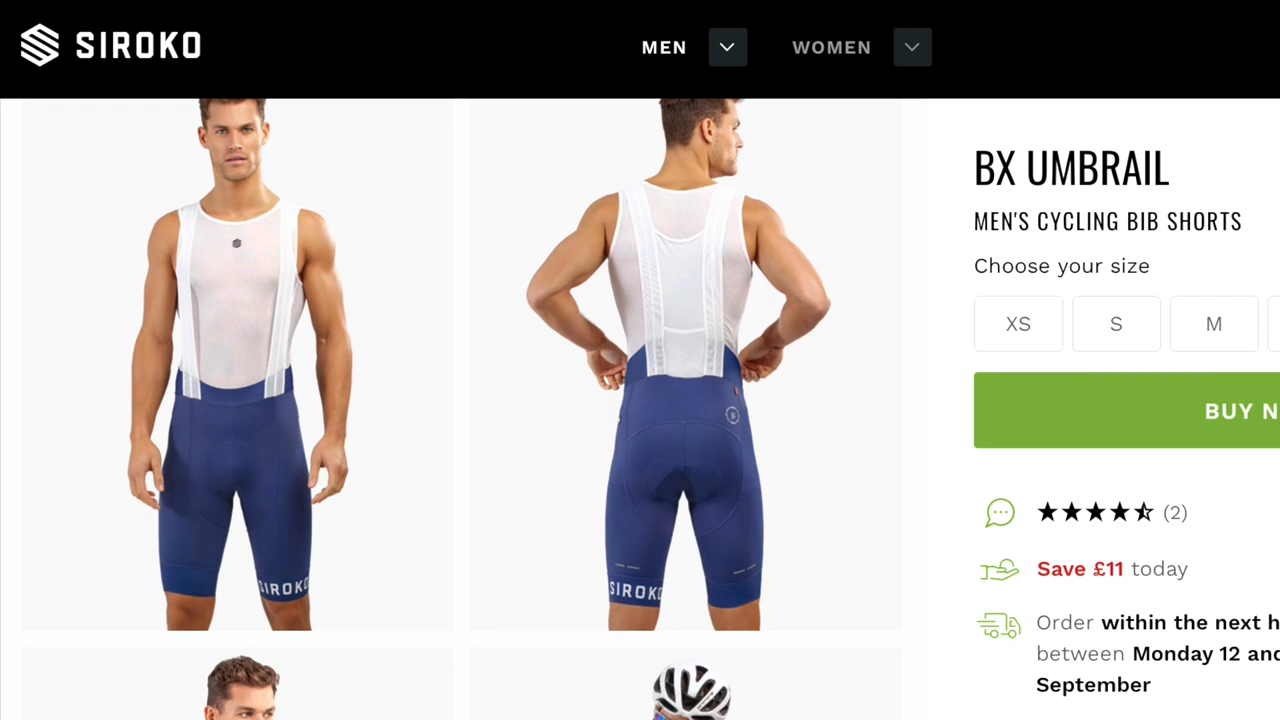 SIROKO
MEN
WOMEN
BX UMBRAIL
MEN'S CYCLING BIB SHORTS
Choose your size
XS
S
M
BUY N
(2)
Save £11 today
Order within the next h
between Monday 12 and
September
SIROKO
SIROKO